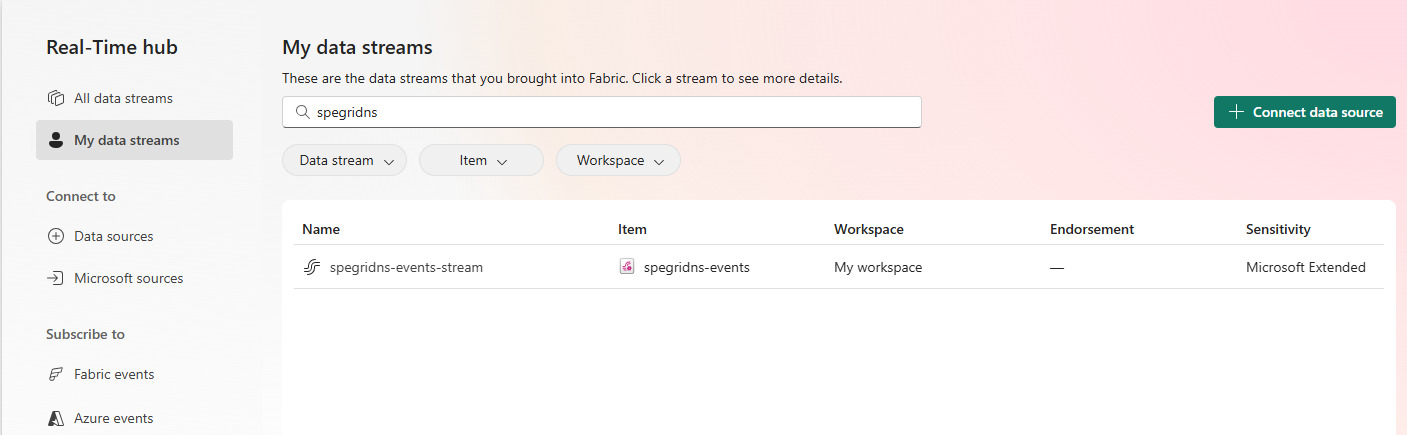 Real-Time hub
All data streams
My data streams
Connect to
Data sources
Microsoft sources
Subscribe to
Fabric events
Azure events
My data streams
These are the data streams that you brought into Fabric. Click a stream to see more details.
spegridns
Connect data source
Data stream Item Workspace
Name Item Workspace Endorsement Sensitivity
spegridns-events-stream spegridns-events My workspace — Microsoft Extended